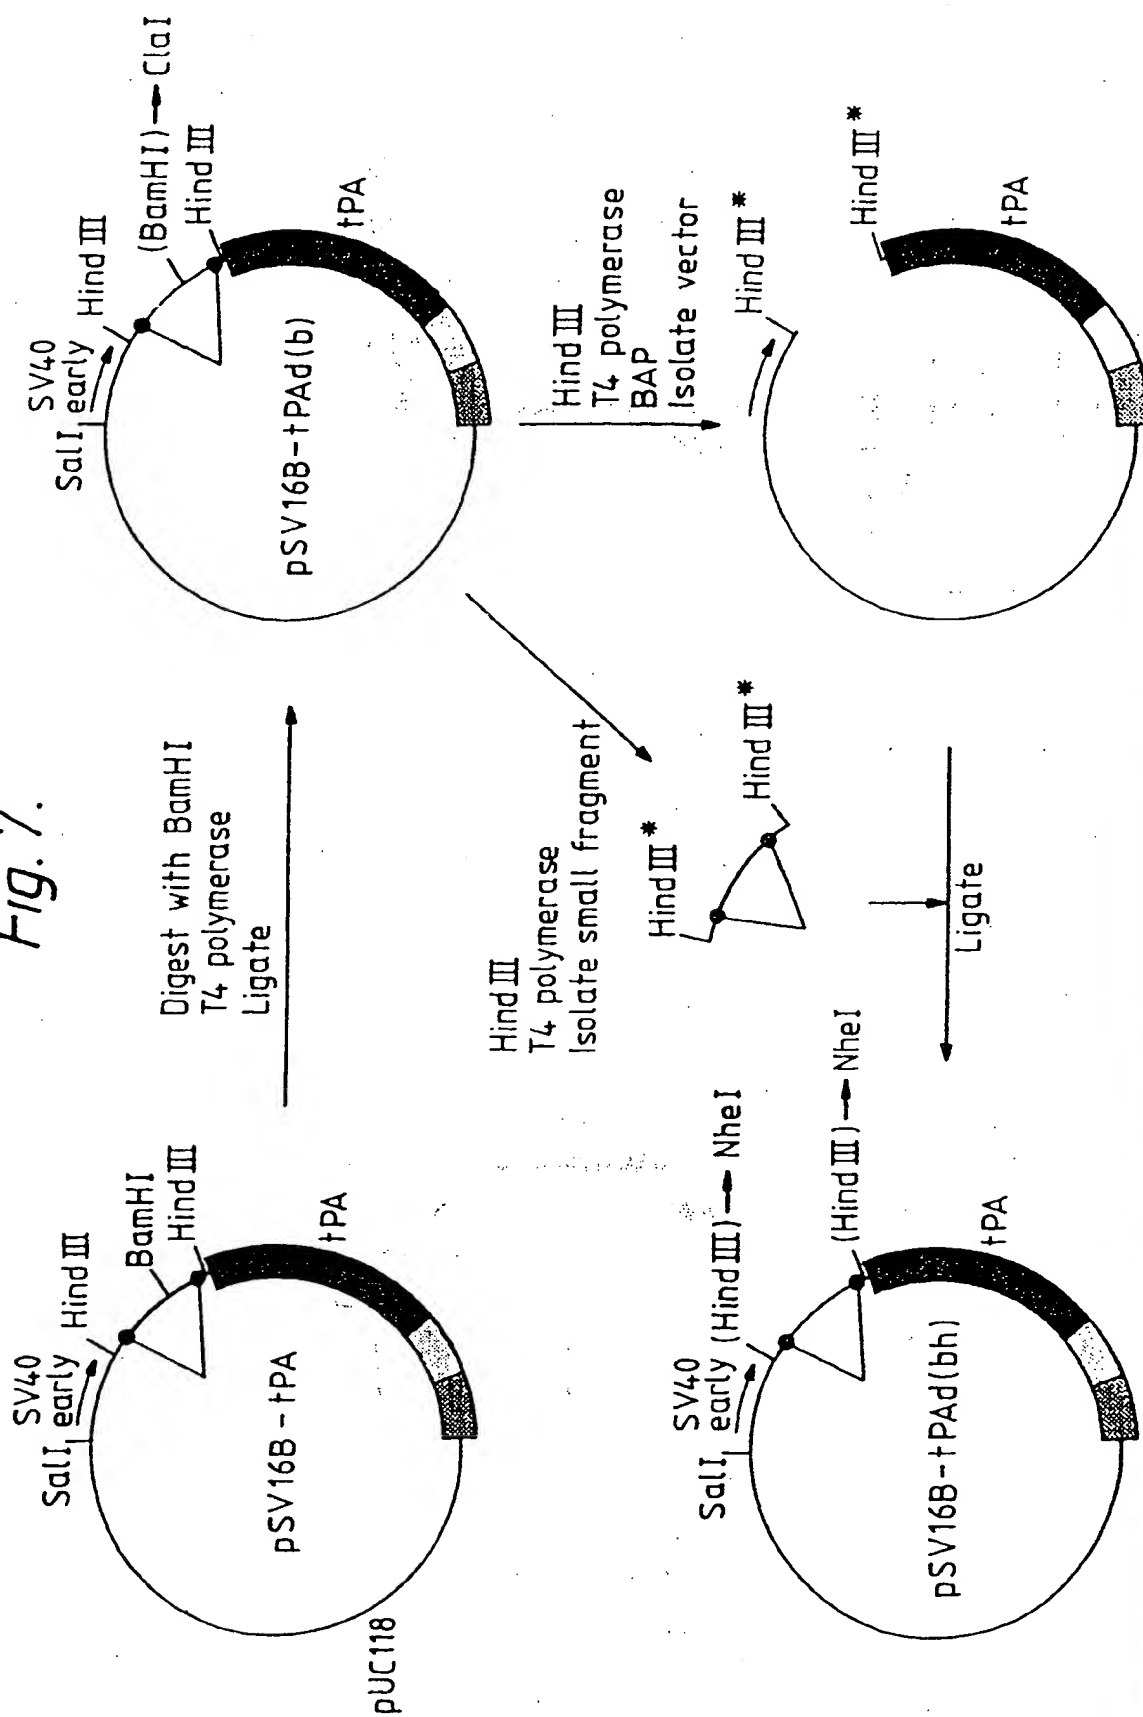 Fig. 7.
SV40
SalI early
Hind III
BamHI
Hind III
tPA
pSV16B-tPA
pUC118
Digest with BamHI
T4 polymerase
Ligate
SV40
SalI early
Hind III
(BamHI) → ClaI
Hind III
tPA
pSV16B-tPAd(b)
Hind III
T4 polymerase
Isolate small fragment
Hind III*
Hind III*
Hind III
T4 polymerase
BAP
Isolate vector
Hind III*
Hind III*
tPA
Ligate
SV40
SalI early (Hind III) → NheI
(Hind III) → NheI
tPA
pSV16B-tPAd(bh)